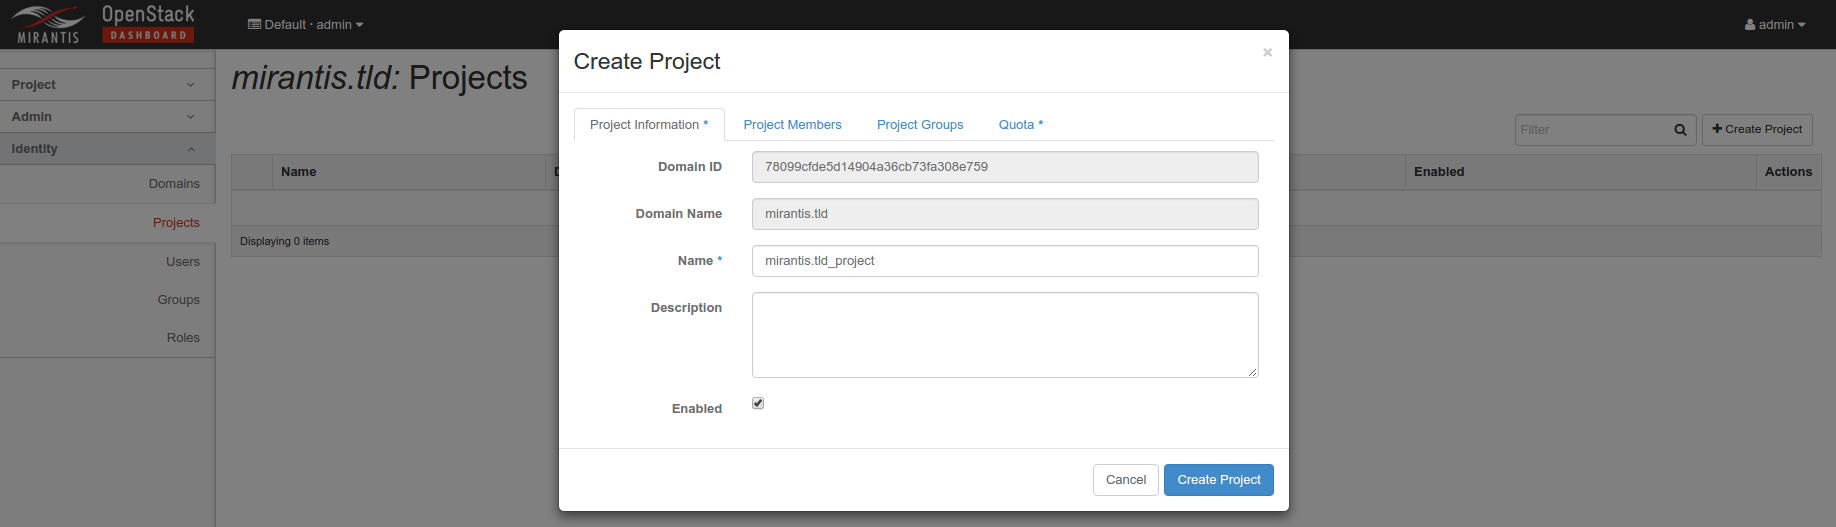 MIRANTIS
OpenStack
DASHBOARD
Default · admin
admin
Project
Admin
Identity
Domains
Projects
Users
Groups
Roles
mirantis.tld: Projects
Filter
Create Project
Name
Enabled
Actions
Displaying 0 items
Create Project
×
Project Information *
Project Members
Project Groups
Quota *
Domain ID 78099cfde5d14904a36cb73fa308e759
Domain Name mirantis.tld
Name * mirantis.tld_project
Description
Enabled
Cancel
Create Project